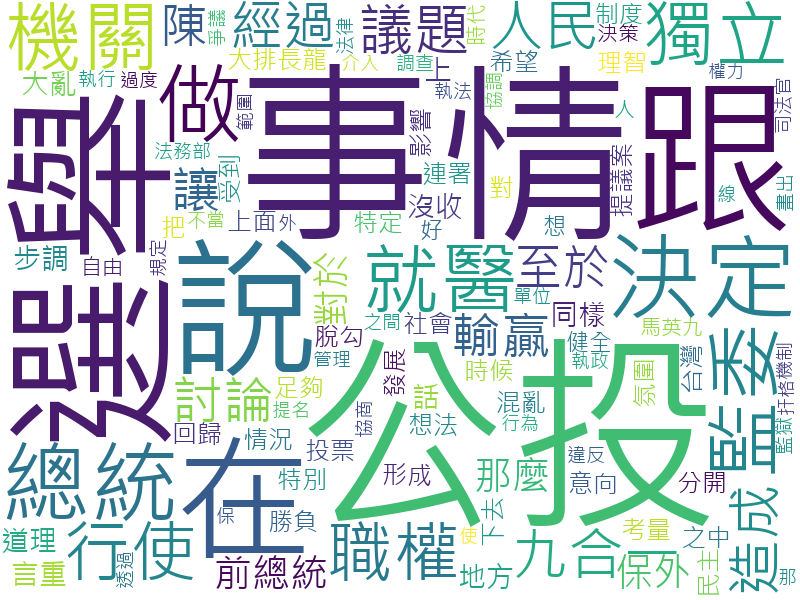 機關
陳
經過
議題
人民
制度
決策
獨立
爭議
法律
時代
大排長龍
介入
調查
上
希望
理智
權力
大亂
執行
過度
做
事情
跟
選舉
範圍
影響
執法
協調
人
司法官
法務部
讓
受到
連署
提議案
對
線
畫出
把
不當
上面
外
特定
沒收
好
想
步調
自由
規定
說
對於
就醫
單位
至於
決定
監委
公投
脫勾
之間
社會
輸贏
同樣
馬英九
健全
執政
台灣
扞格機制
管理
發展
時候
氛圍
監獄
總統
在
討論
足夠
提名
協商
話
想法
混亂
行為
回歸
情況
投票
特別
形成
那麼
違反
意向
分開
造成
行使
保
勝負
職權
下去
九合一
考量
之中
道理
言重
透過
前總統
地方
使
保外
民主
那